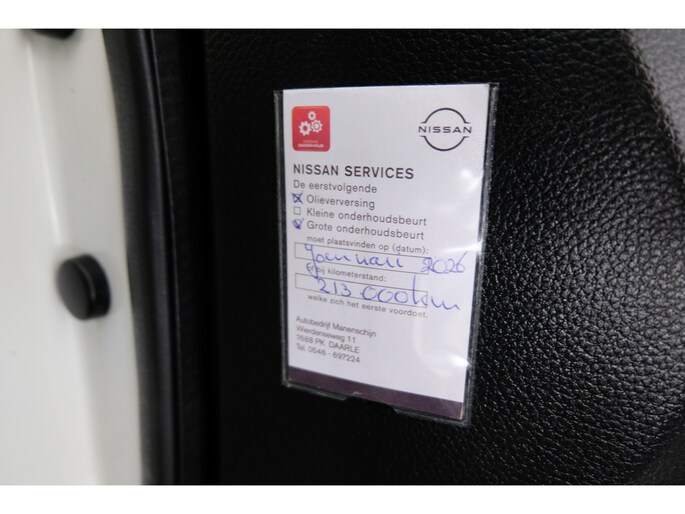 NISSAN
NISSAN SERVICES
De eerstvolgende
Olieverversing
Kleine onderhoudsbeurt
Grote onderhoudsbeurt
moet plaatsvinden op (datum):
Januari 2026
of bij kilometerstand:
213 000 km
welke zich het eerste voordoet.
Autobedrijf Manenschijn
Wierdenseweg 11
7688 PK DAARLE
Tel. 0546 - 697224